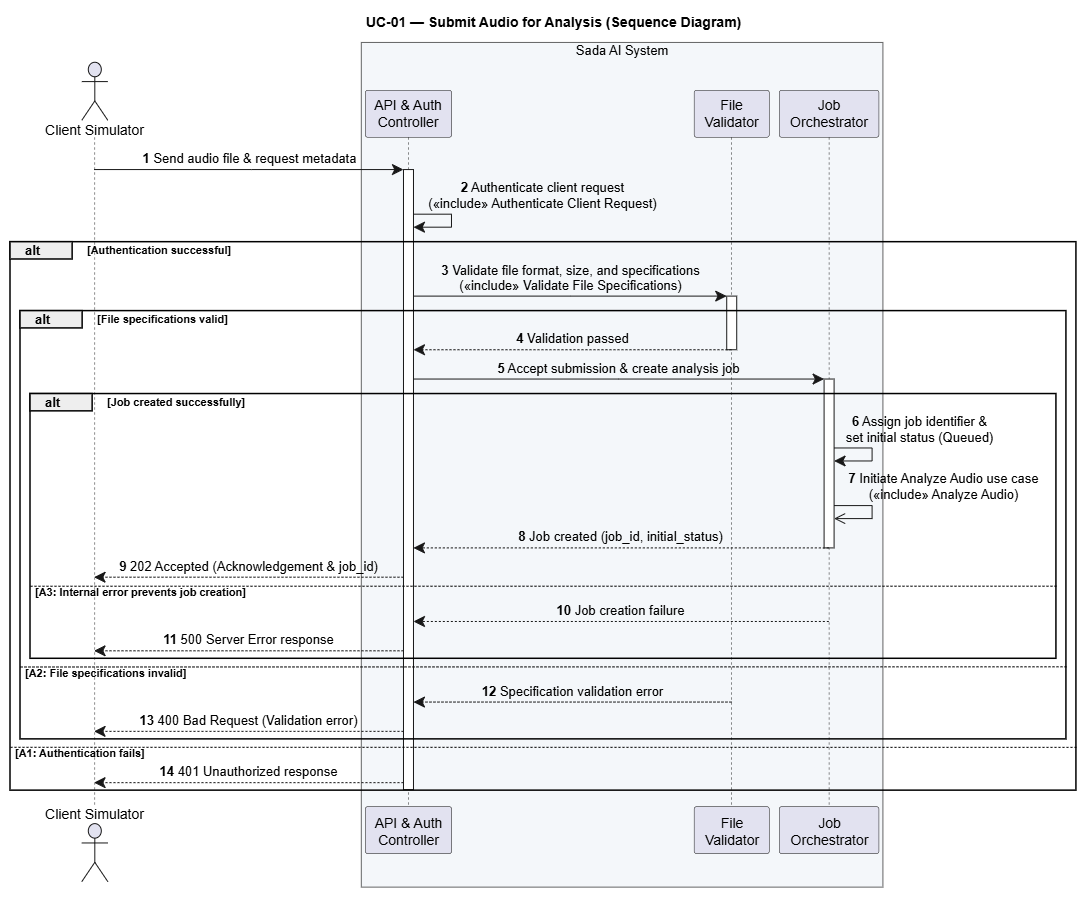 UC-01 — Submit Audio for Analysis (Sequence Diagram)
Sada AI System
Client Simulator
API & Auth
Controller
File
Validator
Job
Orchestrator
1 Send audio file & request metadata
2 Authenticate client request
(«include» Authenticate Client Request)
alt [Authentication successful]
3 Validate file format, size, and specifications
(«include» Validate File Specifications)
alt [File specifications valid]
4 Validation passed
5 Accept submission & create analysis job
alt [Job created successfully]
6 Assign job identifier &
set initial status (Queued)
7 Initiate Analyze Audio use case
(«include» Analyze Audio)
8 Job created (job_id, initial_status)
9 202 Accepted (Acknowledgement & job_id)
[A3: Internal error prevents job creation]
10 Job creation failure
11 500 Server Error response
[A2: File specifications invalid]
12 Specification validation error
13 400 Bad Request (Validation error)
[A1: Authentication fails]
14 401 Unauthorized response
Client Simulator
API & Auth
Controller
File
Validator
Job
Orchestrator